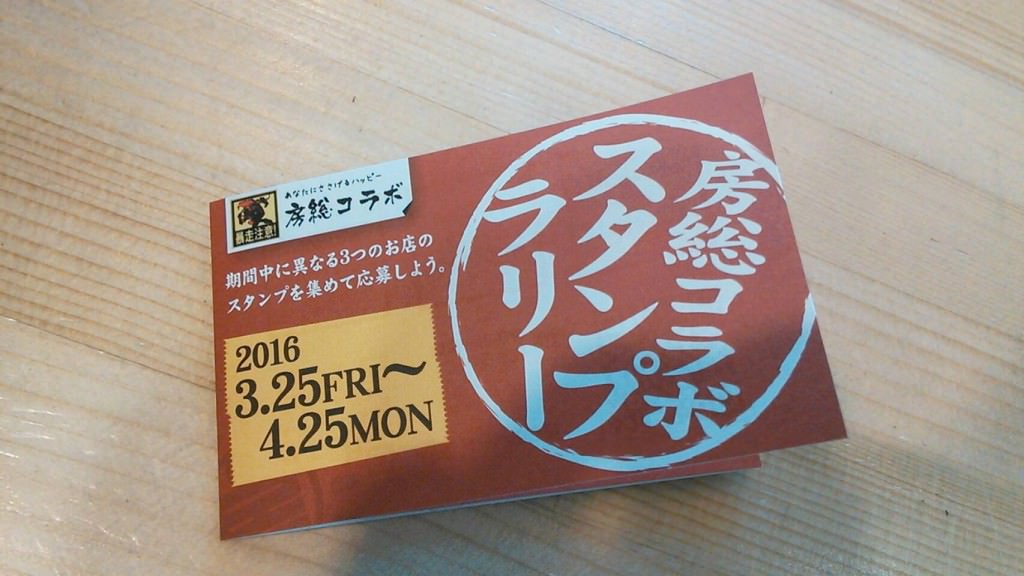 あなたにささげるハッピー
房総コラボ
暴走注意!
期間中に異なる3つのお店の
スタンプを集めて応募しよう。
2016
3.25FRI〜
4.25MON
房総コラボ
スタンプ
ラリー